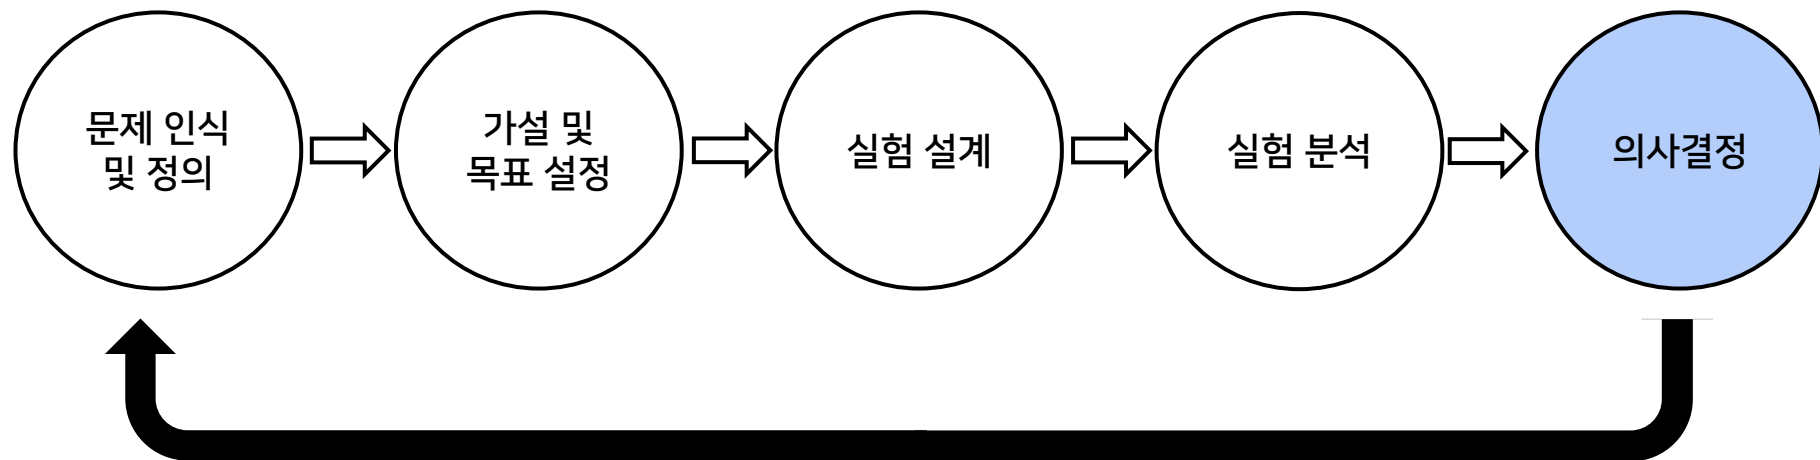 문제 인식
및 정의
가설 및
목표 설정
실험 설계
실험 분석
의사결정